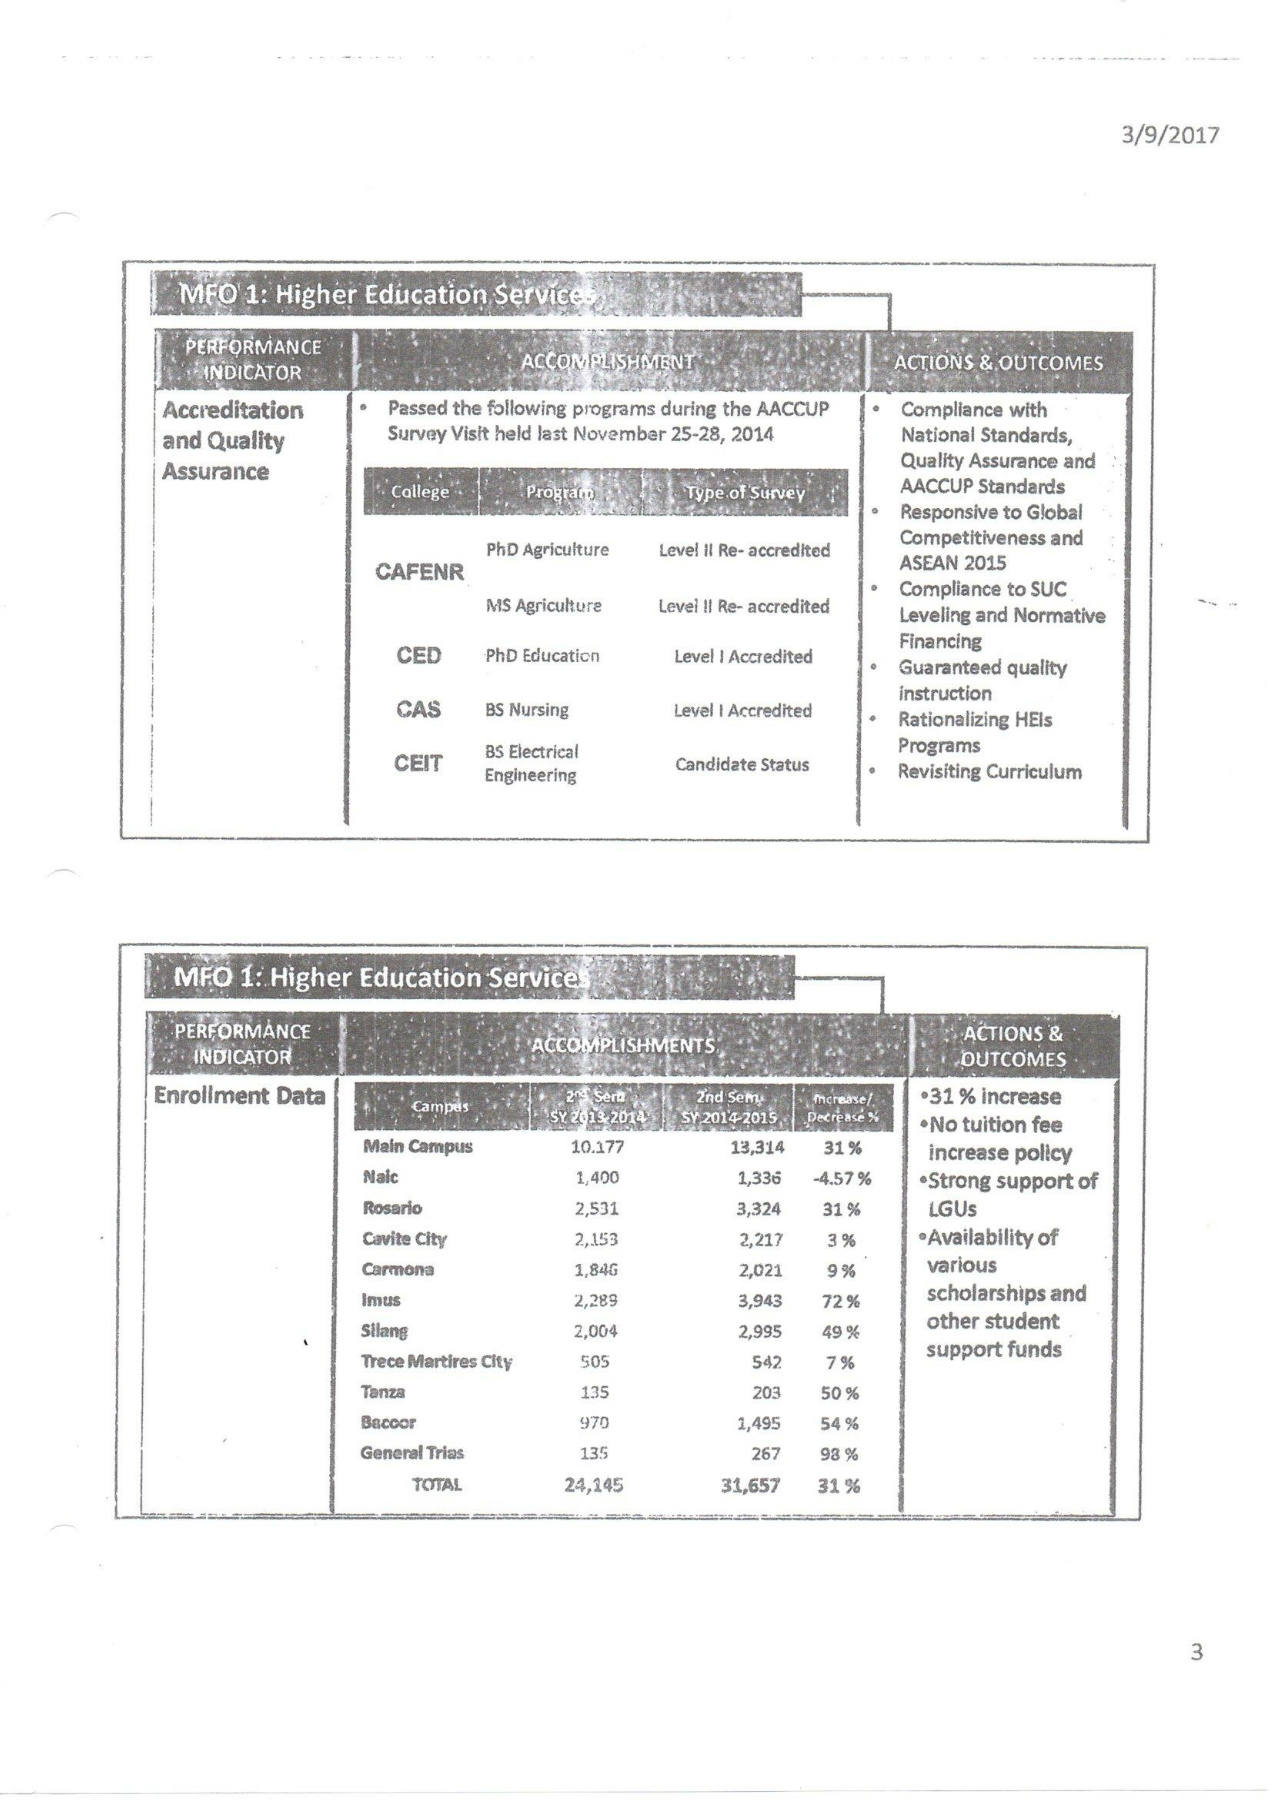 3/9/2017
MFO 1: Higher Education Services
PERFORMANCE INDICATOR ACCOMPLISHMENT ACTIONS & OUTCOMES
Accreditation
and Quality
Assurance
• Passed the following programs during the AACCUP
Survey Visit held last November 25-28, 2014
College Program Type of Survey
CAFENR
PhD Agriculture Level II Re- accredited
MS Agriculture Level II Re- accredited
CED PhD Education Level I Accredited
CAS BS Nursing Level I Accredited
CEIT BS Electrical Engineering Candidate Status
• Compliance with
National Standards,
Quality Assurance and
AACCUP Standards
• Responsive to Global
Competitiveness and
ASEAN 2015
• Compliance to SUC
Leveling and Normative
Financing
• Guaranteed quality
instruction
• Rationalizing HEIs
Programs
• Revisiting Curriculum
MFO 1: Higher Education Services
PERFORMANCE INDICATOR ACCOMPLISHMENTS ACTIONS & OUTCOMES
Enrollment Data
Campus 2nd Sem SY 2013-2014 2nd Sem. SY 2014-2015 Increase/ Decrease %
Main Campus 10.177 13,314 31 %
Naic 1,400 1,336 -4.57 %
Rosario 2,531 3,324 31 %
Cavite City 2,153 2,217 3 %
Carmona 1,846 2,021 9 %
Imus 2,289 3,943 72 %
Silang 2,004 2,995 49 %
Trece Martires City 505 542 7 %
Tanza 135 203 50 %
Bacoor 970 1,495 54 %
General Trias 135 267 98 %
TOTAL 24,145 31,657 31 %
•31 % increase
•No tuition fee
increase policy
•Strong support of
LGUs
•Availability of
various
scholarships and
other student
support funds
3